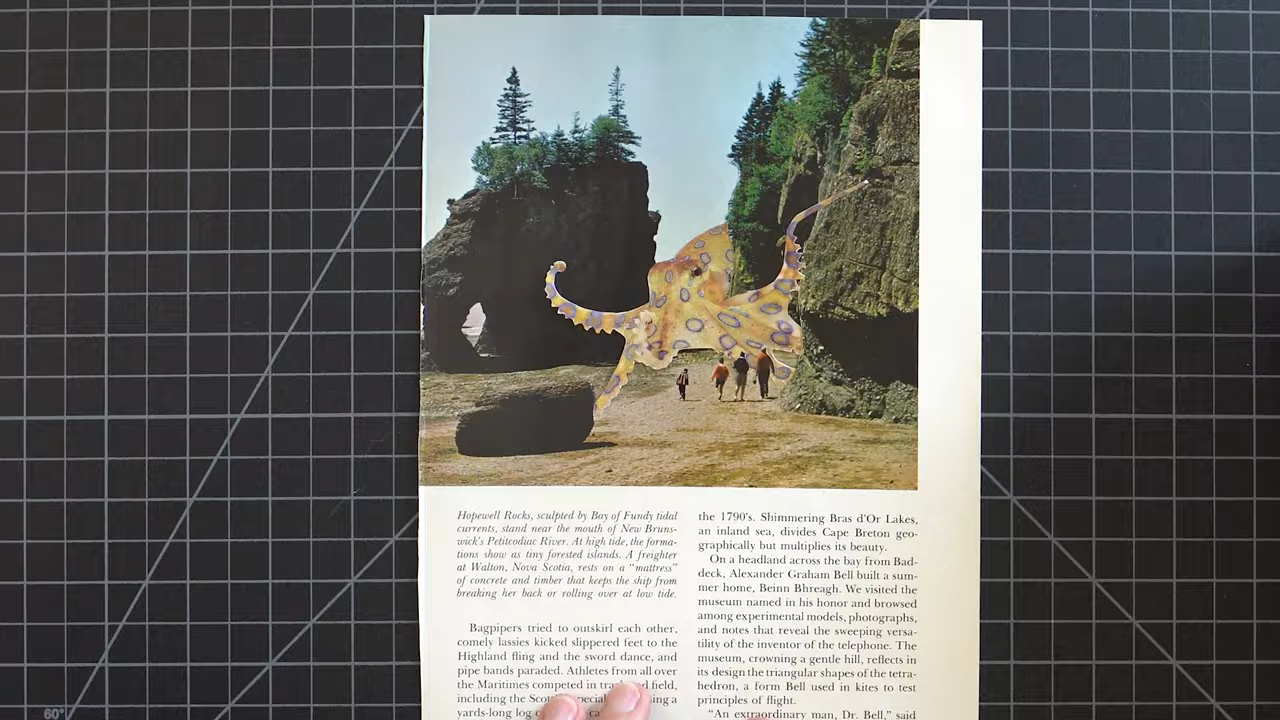 Hopewell Rocks, sculpted by Bay of Fundy tidal
currents, stand near the mouth of New Bruns-
wick's Petitcodiac River. At high tide, the forma-
tions show as tiny forested islands. A freighter
at Walton, Nova Scotia, rests on a “mattress”
of concrete and timber that keeps the ship from
breaking her back or rolling over at low tide.
Bagpipers tried to outskirl each other,
comely lassies kicked slippered feet to the
Highland fling and the sword dance, and
pipe bands paraded. Athletes from all over
the Maritimes competed in track and field,
including the
yards-long log
the 1790's. Shimmering Bras d'Or Lakes,
an inland sea, divides Cape Breton geo-
graphically but multiplies its beauty.
On a headland across the bay from Bad-
deck, Alexander Graham Bell built a sum-
mer home, Beinn Bhreagh. We visited the
museum named in his honor and browsed
among experimental models, photographs,
and notes that reveal the sweeping versa-
tility of the inventor of the telephone. The
museum, crowning a gentle hill, reflects in
its design the triangular shapes of the tetra-
hedron, a form Bell used in kites to test
principles of flight.
“An extraordinary man, Dr. Bell,” said
60°